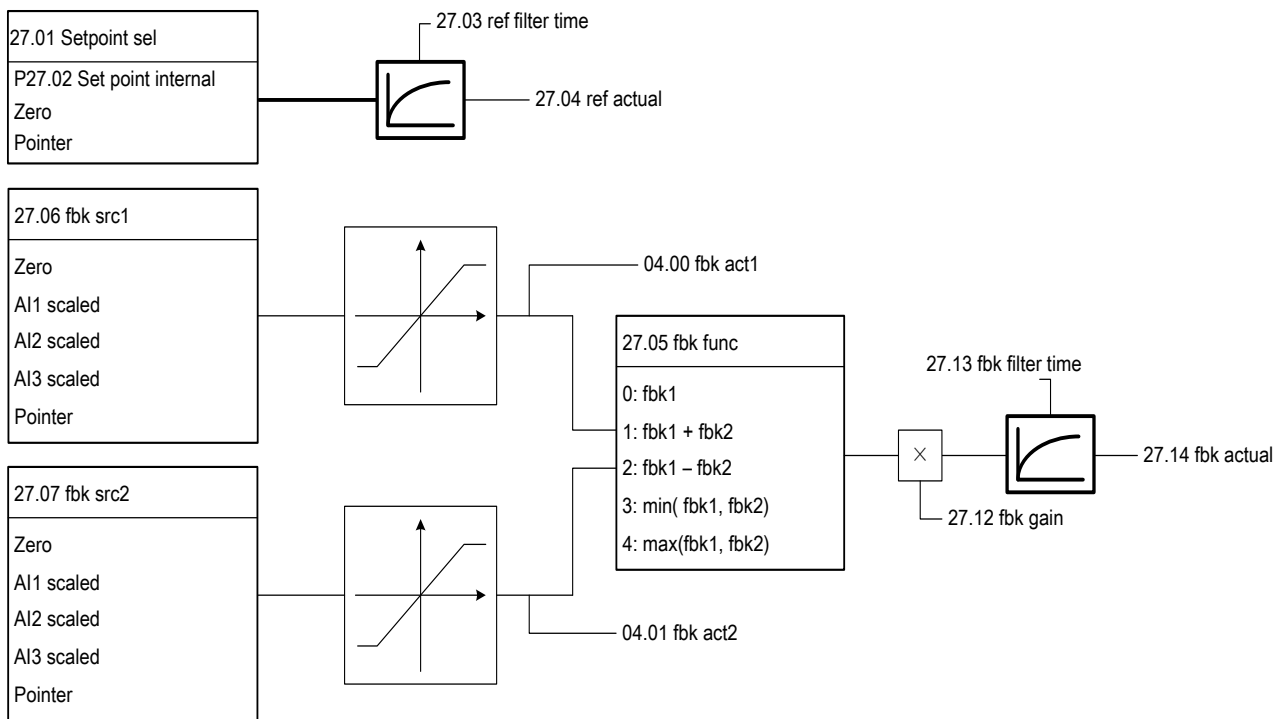 27.03 ref filter time
27.01 Setpoint sel
P27.02 Set point internal
Zero
Pointer
27.04 ref actual
27.06 fbk src1
Zero
AI1 scaled
AI2 scaled
AI3 scaled
Pointer
04.00 fbk act1
27.05 fbk func
0: fbk1
1: fbk1 + fbk2
2: fbk1 – fbk2
3: min( fbk1, fbk2)
4: max(fbk1, fbk2)
27.13 fbk filter time
×
27.14 fbk actual
27.12 fbk gain
27.07 fbk src2
Zero
AI1 scaled
AI2 scaled
AI3 scaled
Pointer
04.01 fbk act2